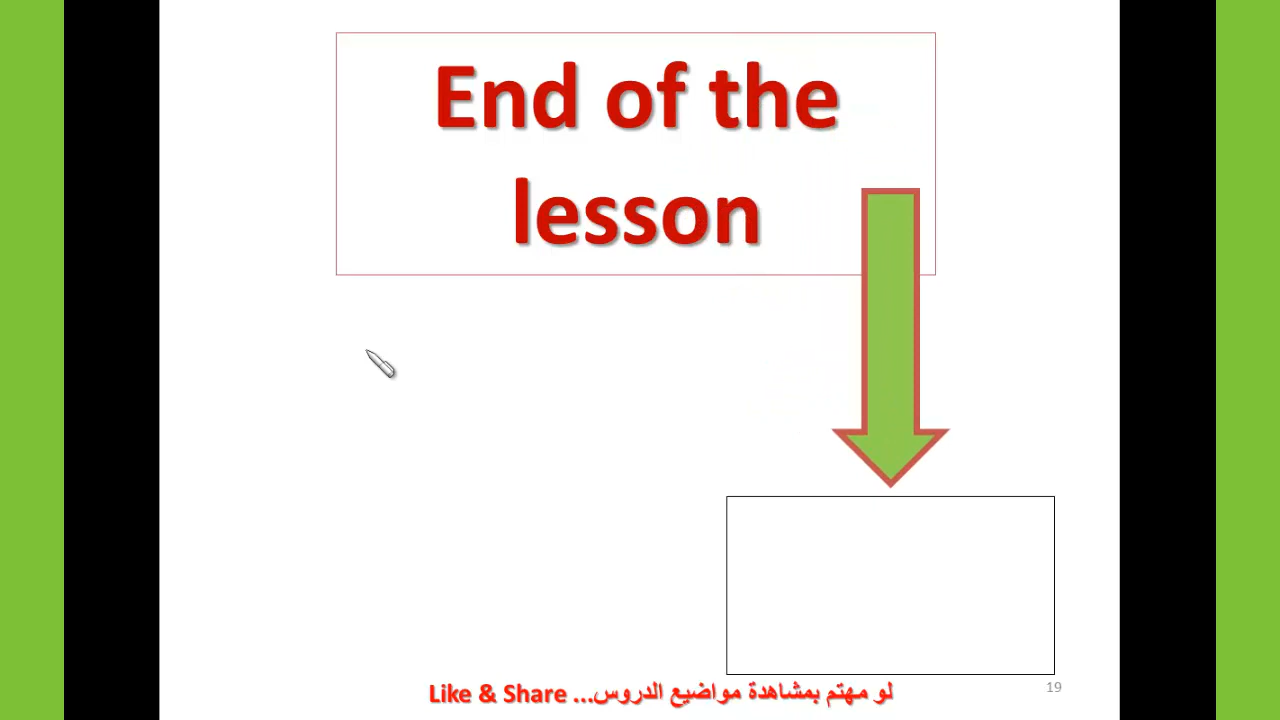 End of the
lesson
لو مهتم بمشاهدة مواضيع الدروس... Like & Share
19